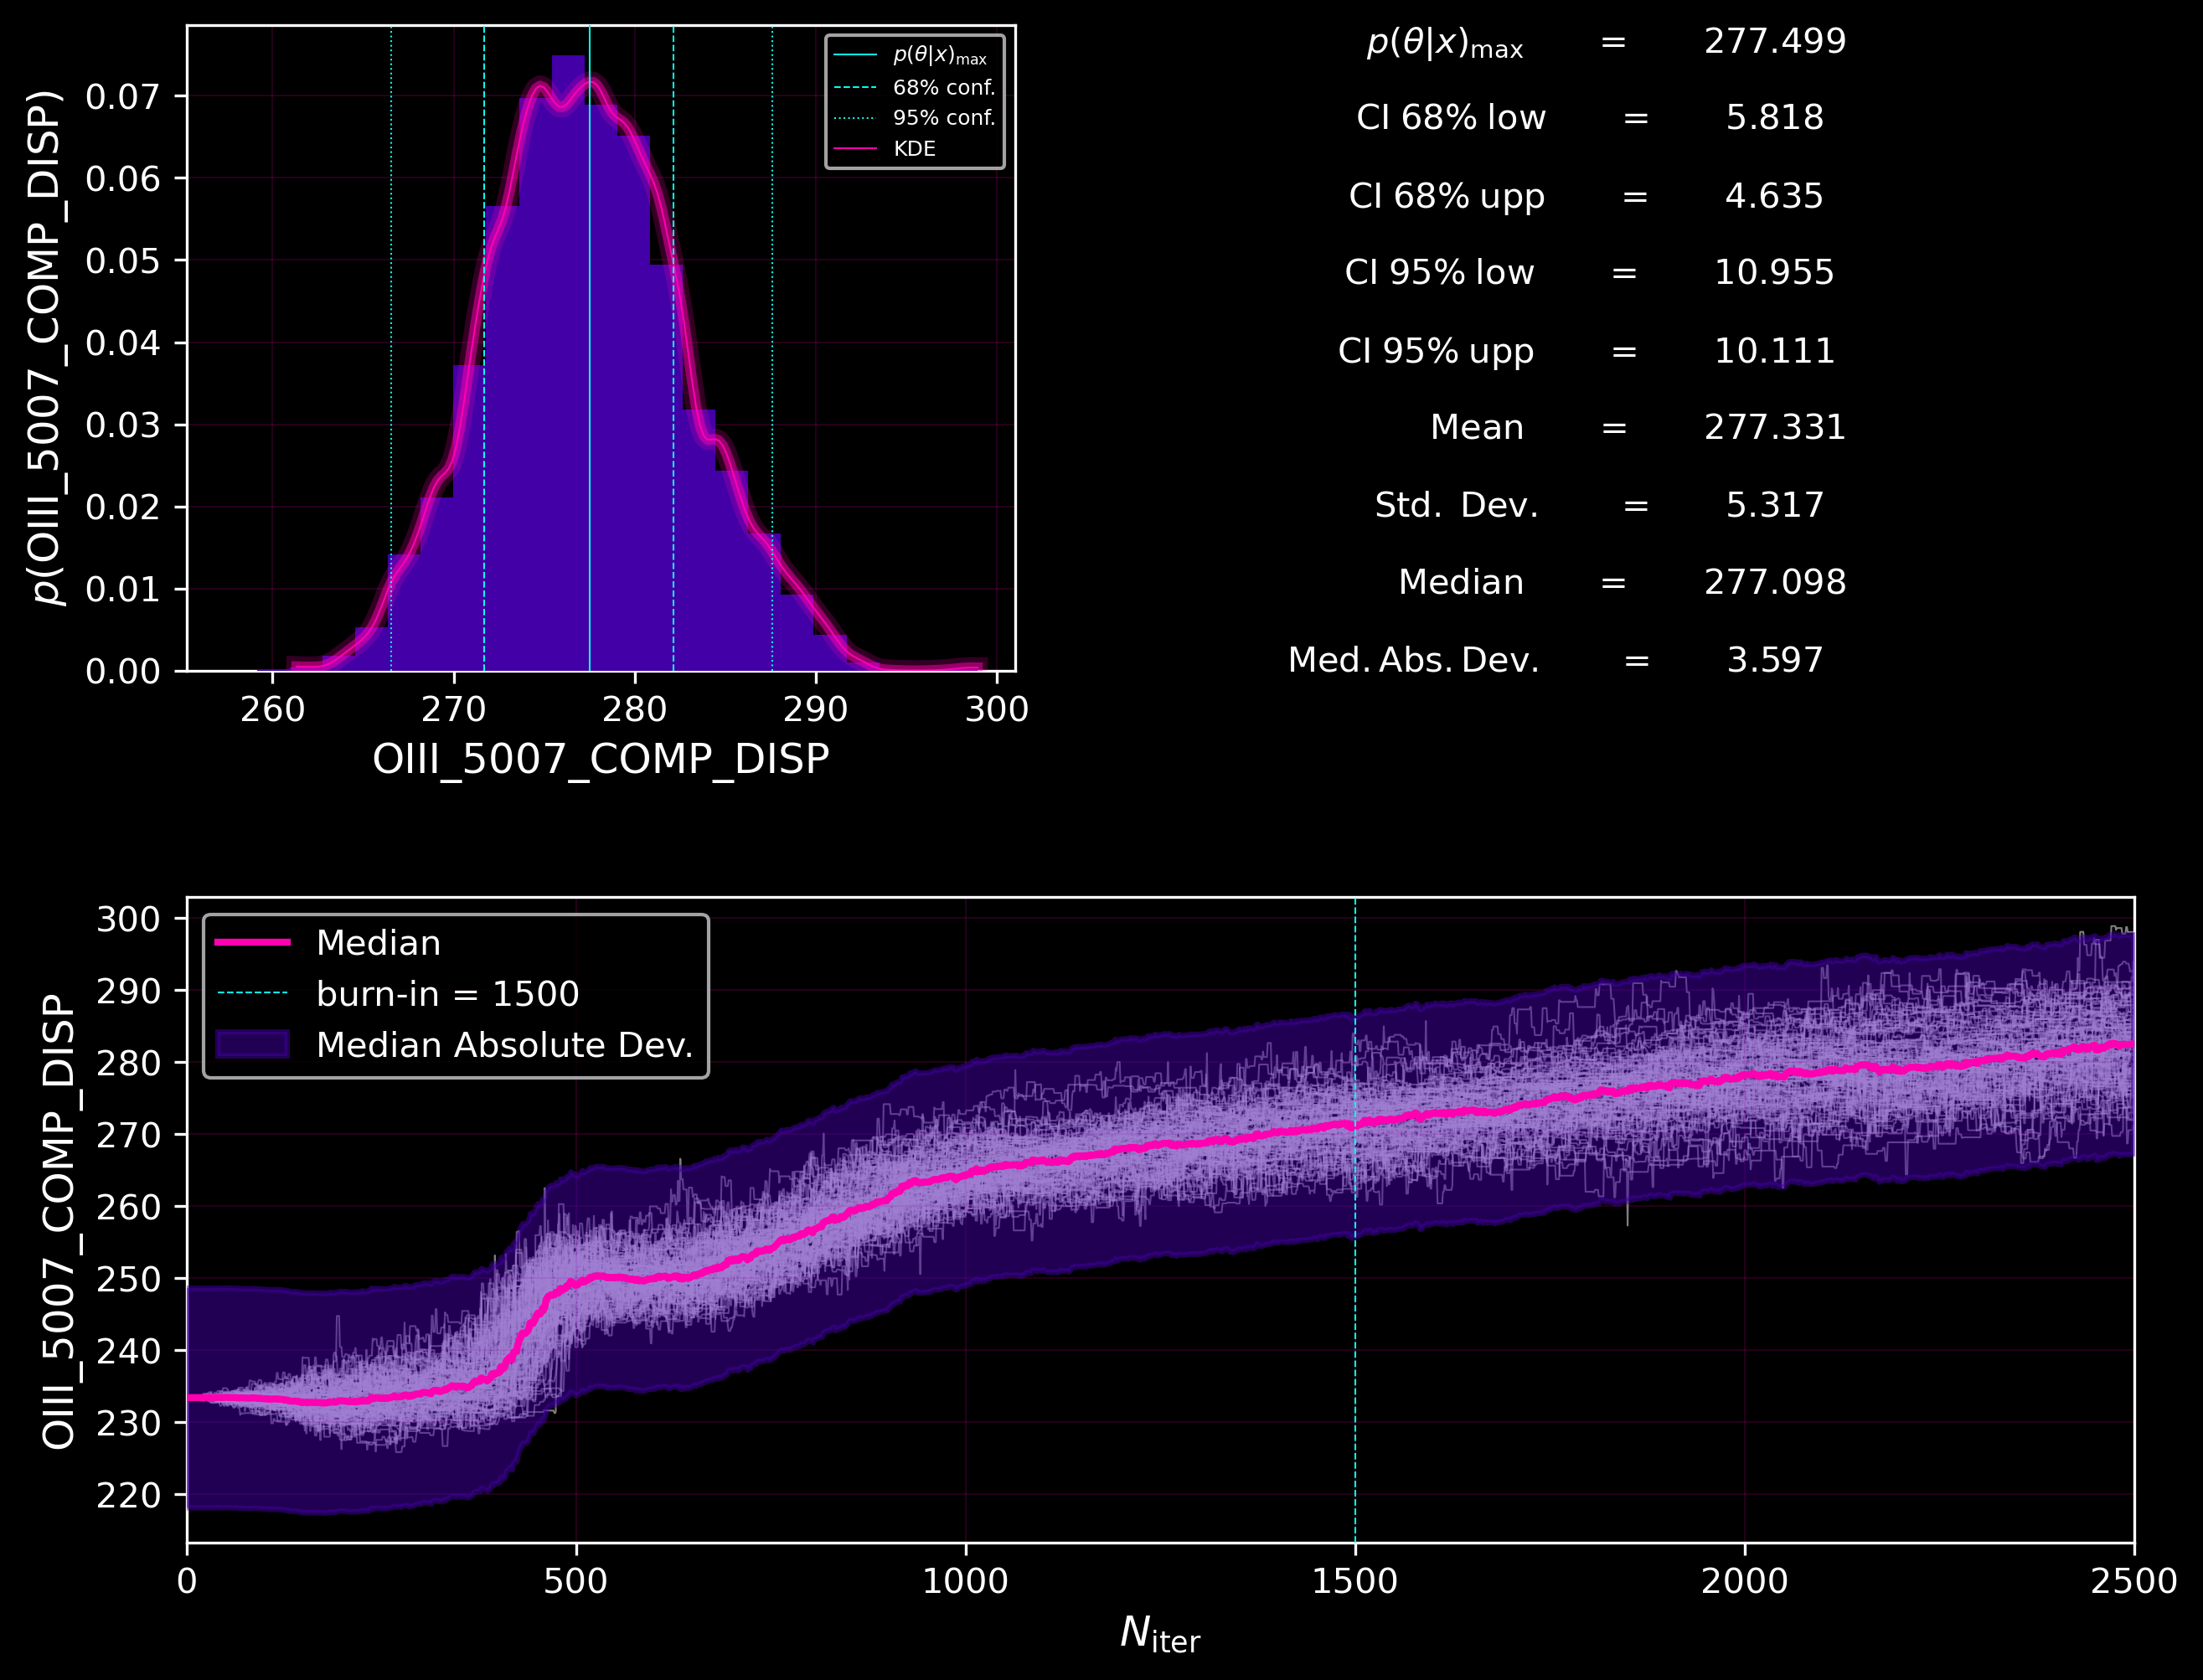 p(OIII_5007_COMP_DISP)
0.07
0.06
0.05
0.04
0.03
0.02
0.01
0.00
260 270 280 290 300
OIII_5007_COMP_DISP
p(θ|x)max
68% conf.
95% conf.
KDE
p(θ|x)max = 277.499
CI 68% low = 5.818
CI 68% upp = 4.635
CI 95% low = 10.955
CI 95% upp = 10.111
Mean = 277.331
Std. Dev. = 5.317
Median = 277.098
Med. Abs. Dev. = 3.597
OIII_5007_COMP_DISP
300
290
280
270
260
250
240
230
220
Median
burn-in = 1500
Median Absolute Dev.
0 500 1000 1500 2000 2500
Niter